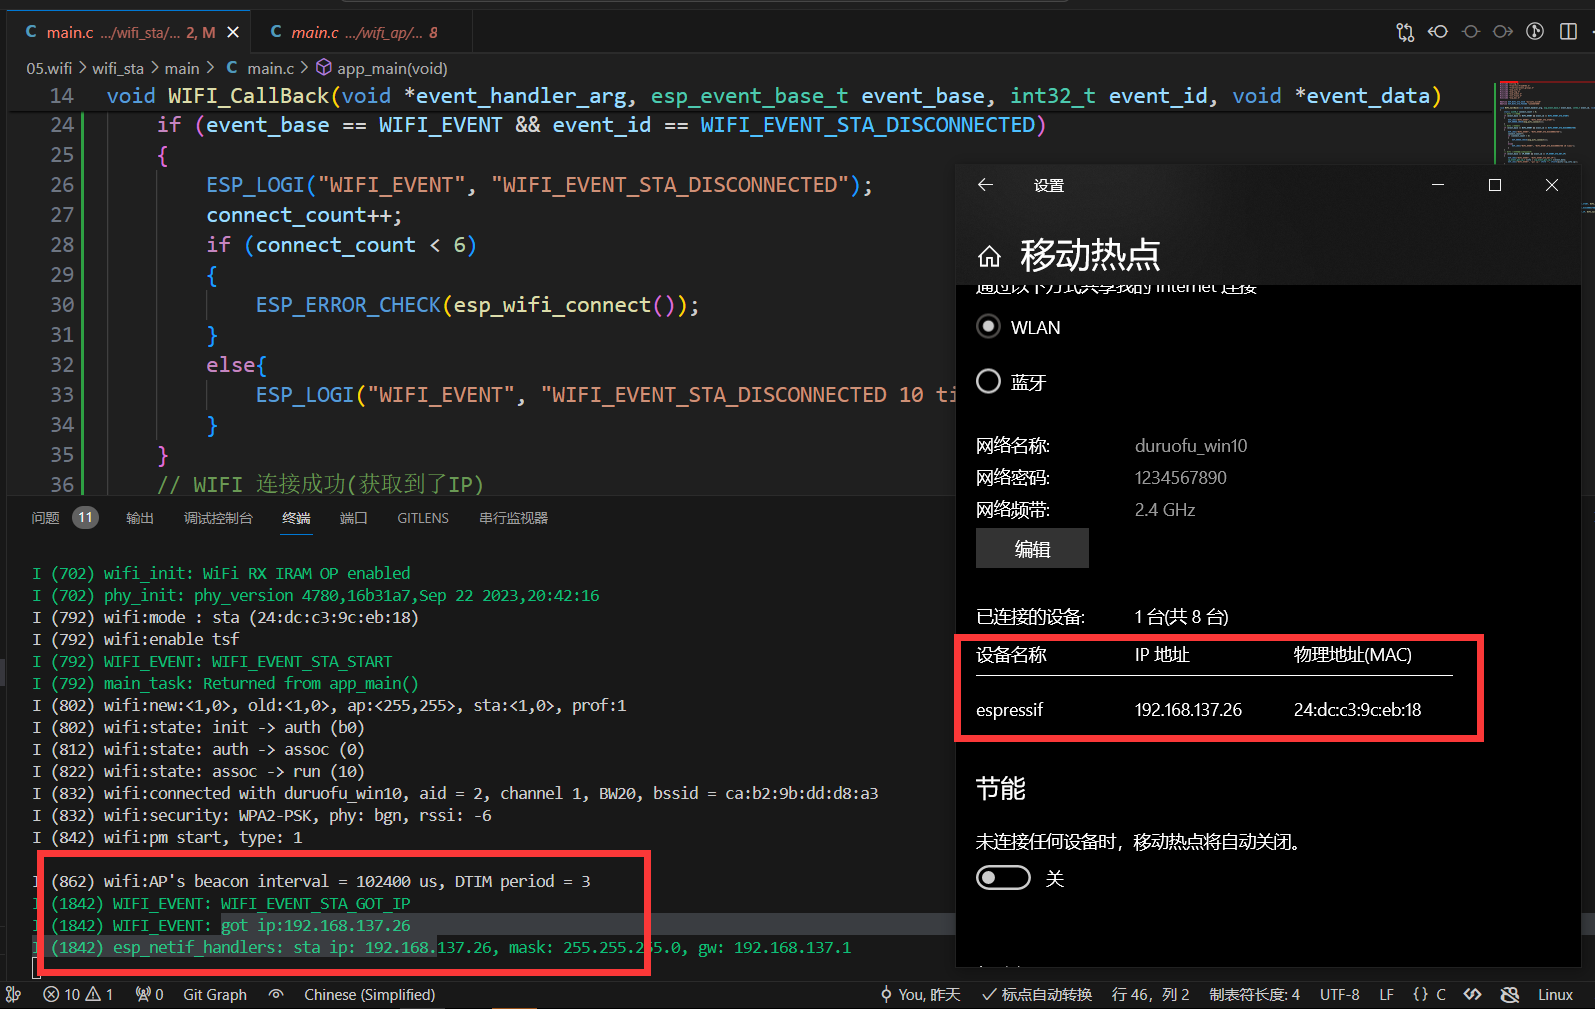 C main.c .../wifi_sta/... 2, M
C main.c .../wifi_ap/... 8
05.wifi > wifi_sta > main > C main.c > app_main(void)
14 void WIFI_CallBack(void *event_handler_arg, esp_event_base_t event_base, int32_t event_id, void *event_data)
24 if (event_base == WIFI_EVENT && event_id == WIFI_EVENT_STA_DISCONNECTED)
25 {
26 ESP_LOGI("WIFI_EVENT", "WIFI_EVENT_STA_DISCONNECTED");
27 connect_count++;
28 if (connect_count < 6)
29 {
30 ESP_ERROR_CHECK(esp_wifi_connect());
31 }
32 else{
33 ESP_LOGI("WIFI_EVENT", "WIFI_EVENT_STA_DISCONNECTED 10 ti
34 }
35 }
36 // WIFI 连接成功(获取到了IP)
问题 11 输出 调试控制台 终端 端口 GITLENS 串行监视器
I (702) wifi_init: WiFi RX IRAM OP enabled
I (702) phy_init: phy_version 4780,16b31a7,Sep 22 2023,20:42:16
I (792) wifi:mode : sta (24:dc:c3:9c:eb:18)
I (792) wifi:enable tsf
I (792) WIFI_EVENT: WIFI_EVENT_STA_START
I (792) main_task: Returned from app_main()
I (802) wifi:new:<1,0>, old:<1,0>, ap:<255,255>, sta:<1,0>, prof:1
I (802) wifi:state: init -> auth (b0)
I (812) wifi:state: auth -> assoc (0)
I (822) wifi:state: assoc -> run (10)
I (832) wifi:connected with duruofu_win10, aid = 2, channel 1, BW20, bssid = ca:b2:9b:dd:d8:a3
I (832) wifi:security: WPA2-PSK, phy: bgn, rssi: -6
I (842) wifi:pm start, type: 1
I (862) wifi:AP's beacon interval = 102400 us, DTIM period = 3
I (1842) WIFI_EVENT: WIFI_EVENT_STA_GOT_IP
I (1842) WIFI_EVENT: got ip:192.168.137.26
I (1842) esp_netif_handlers: sta ip: 192.168.137.26, mask: 255.255.255.0, gw: 192.168.137.1
设置
移动热点
通过以下方式共享我的 Internet 连接
WLAN
蓝牙
网络名称: duruofu_win10
网络密码: 1234567890
网络频带: 2.4 GHz
编辑
已连接的设备: 1 台(共 8 台)
设备名称 IP 地址 物理地址(MAC)
espressif 192.168.137.26 24:dc:c3:9c:eb:18
节能
未连接任何设备时，移动热点将自动关闭。
关
10 1 0 Git Graph Chinese (Simplified) You, 昨天 标点自动转换 行 46，列 2 制表符长度: 4 UTF-8 LF {} C Linux